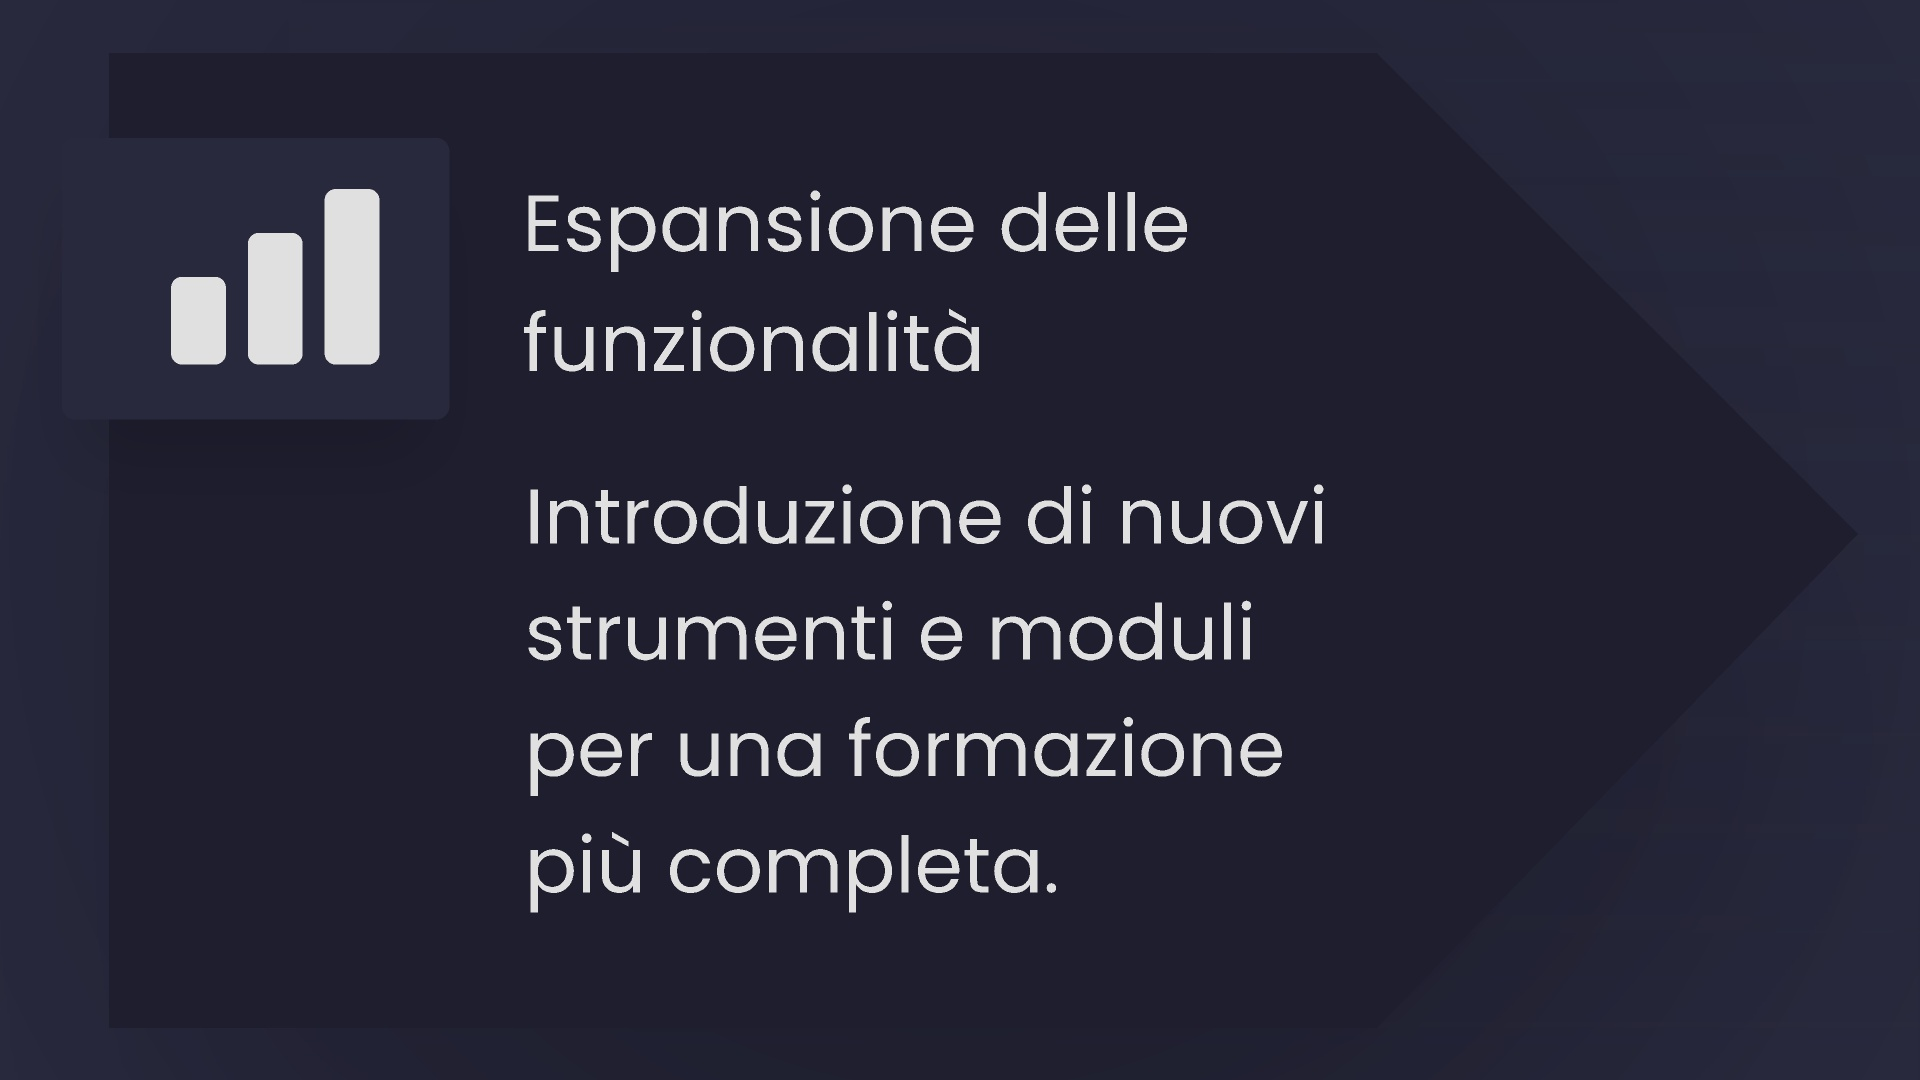 Espansione delle
funzionalità
Introduzione di nuovi
strumenti e moduli
per una formazione
più completa.